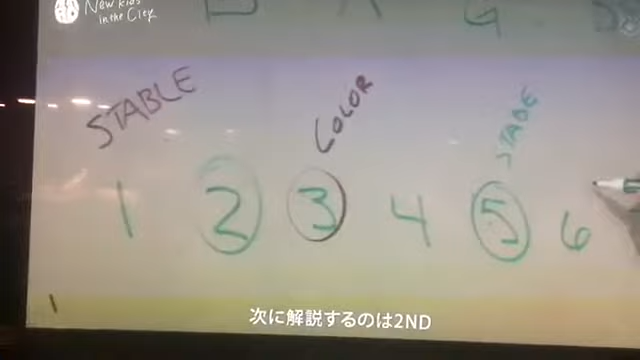 New Kids
in the City
STABLE
COLOR
STAGE
1 2 3 4 5 6
次に解説するのは2ND